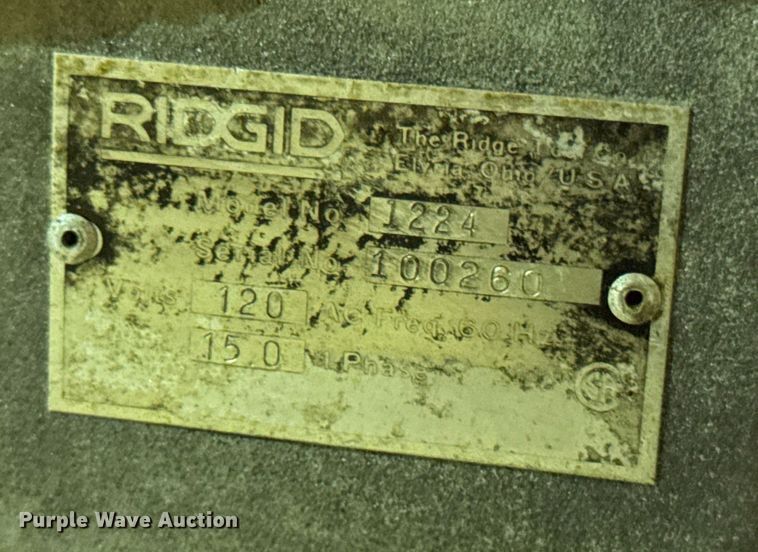 RIDGID
The Ridge Tool Co.
Elyria, Ohio, U.S.A.
Model No. 1224
Serial No. 100260
Volts 120 AC Freq. 60 Hz
15.0 1 Phase
Purple Wave Auction